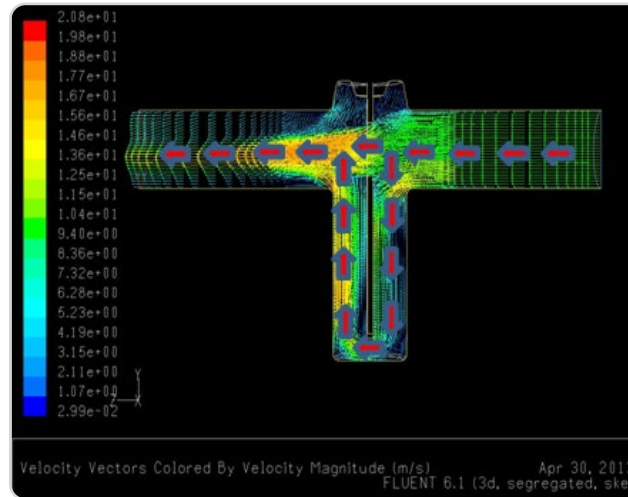 2.08e+01
1.98e+01
1.88e+01
1.77e+01
1.67e+01
1.56e+01
1.46e+01
1.36e+01
1.25e+01
1.15e+01
1.04e+01
9.40e+00
8.36e+00
7.32e+00
6.28e+00
5.23e+00
4.19e+00
3.15e+00
2.11e+00
1.07e+00
2.99e-02
Y
Z X
Velocity Vectors Colored By Velocity Magnitude (m/s) Apr 30, 201
FLUENT 6.1 (3d, segregated, ske